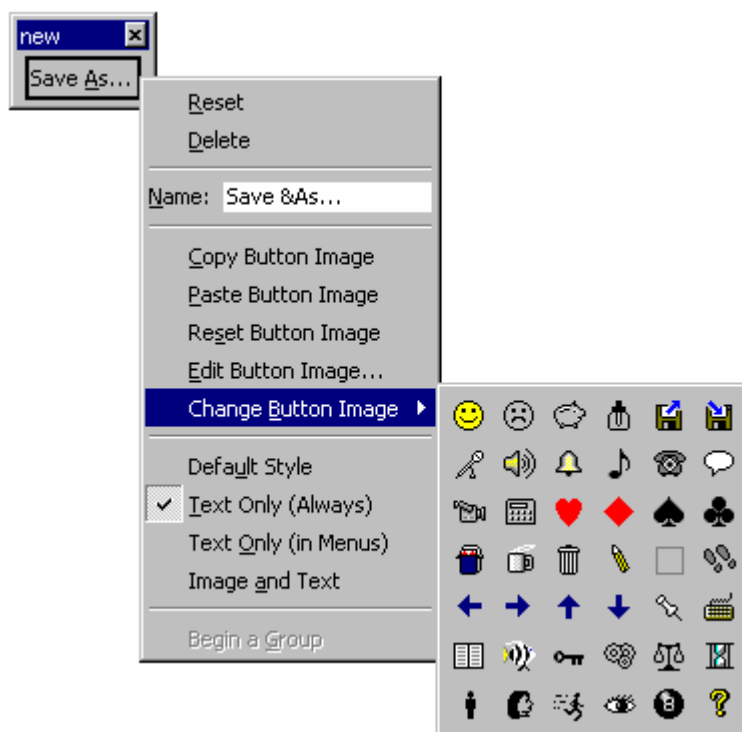 new
Save As...
Reset
Delete
Name: Save &As...
Copy Button Image
Paste Button Image
Reset Button Image
Edit Button Image...
Change Button Image
Default Style
Text Only (Always)
Text Only (in Menus)
Image and Text
Begin a Group
8
?